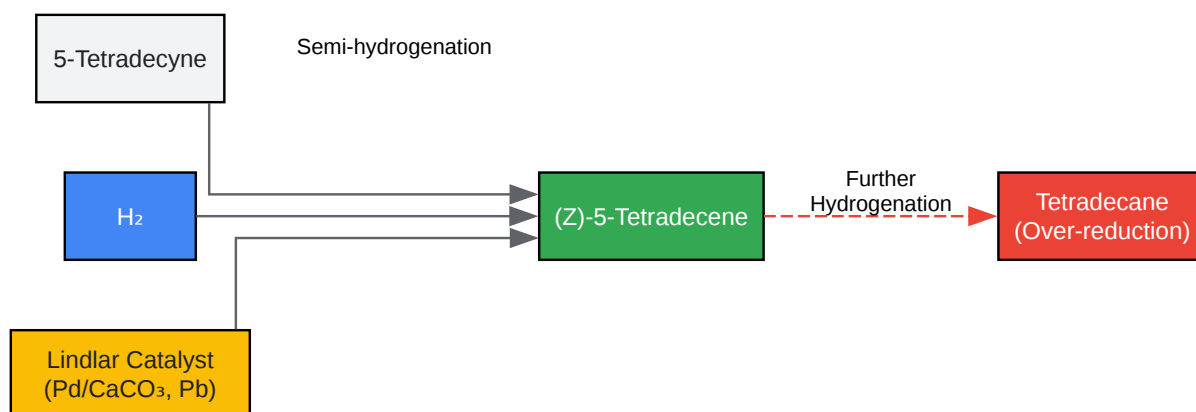 5-Tetradecyne
Semi-hydrogenation
H₂
(Z)-5-Tetradecene
Further
Hydrogenation
Tetradecane
(Over-reduction)
Lindlar Catalyst
(Pd/CaCO₃, Pb)